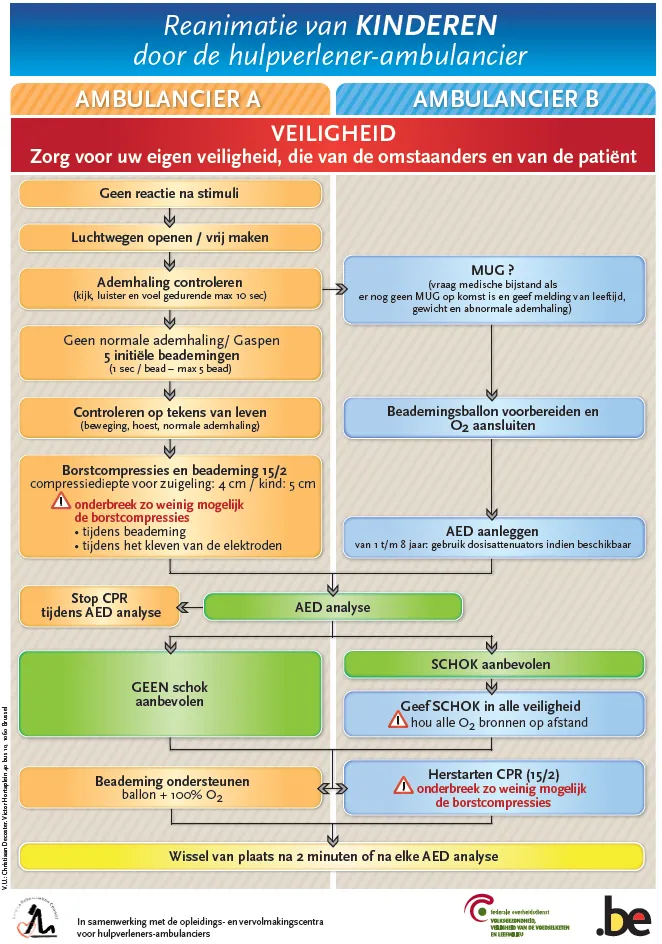 Reanimatie van KINDEREN
door de hulpverlener-ambulancier
AMBULANCIER A
AMBULANCIER B
VEILIGHEID
Zorg voor uw eigen veiligheid, die van de omstaanders en van de patiënt
Geen reactie na stimuli
Luchtwegen openen / vrij maken
Ademhaling controleren
(kijk, luister en voel gedurende max 10 sec)
MUG ?
(vraag medische bijstand als
er nog geen MUG op komst is en geef melding van leeftijd,
gewicht en abnormale ademhaling)
Geen normale ademhaling/ Gaspen
5 initiële beademingen
(1 sec / bead – max 5 bead)
Controleren op tekens van leven
(beweging, hoest, normale ademhaling)
Beademingsballon voorbereiden en
O2 aansluiten
Borstcompressies en beademing 15/2
compressiediepte voor zuigeling: 4 cm / kind: 5 cm
onderbreek zo weinig mogelijk
de borstcompressies
• tijdens beademing
• tijdens het kleven van de elektroden
AED aanleggen
van 1 t/m 8 jaar: gebruik dosisattenuators indien beschikbaar
Stop CPR
tijdens AED analyse
AED analyse
GEEN schok
aanbevolen
SCHOK aanbevolen
Geef SCHOK in alle veiligheid
hou alle O2 bronnen op afstand
Beademing ondersteunen
ballon + 100% O2
Herstarten CPR (15/2)
onderbreek zo weinig mogelijk
de borstcompressies
Wissel van plaats na 2 minuten of na elke AED analyse
In samenwerking met de opleidings- en vervolmakingscentra
voor hulpverleners-ambulanciers
federale overheidsdienst
VOLKSGEZONDHEID,
VEILIGHEID VAN DE VOEDSELKETEN
EN LEEFMILIEU
.be